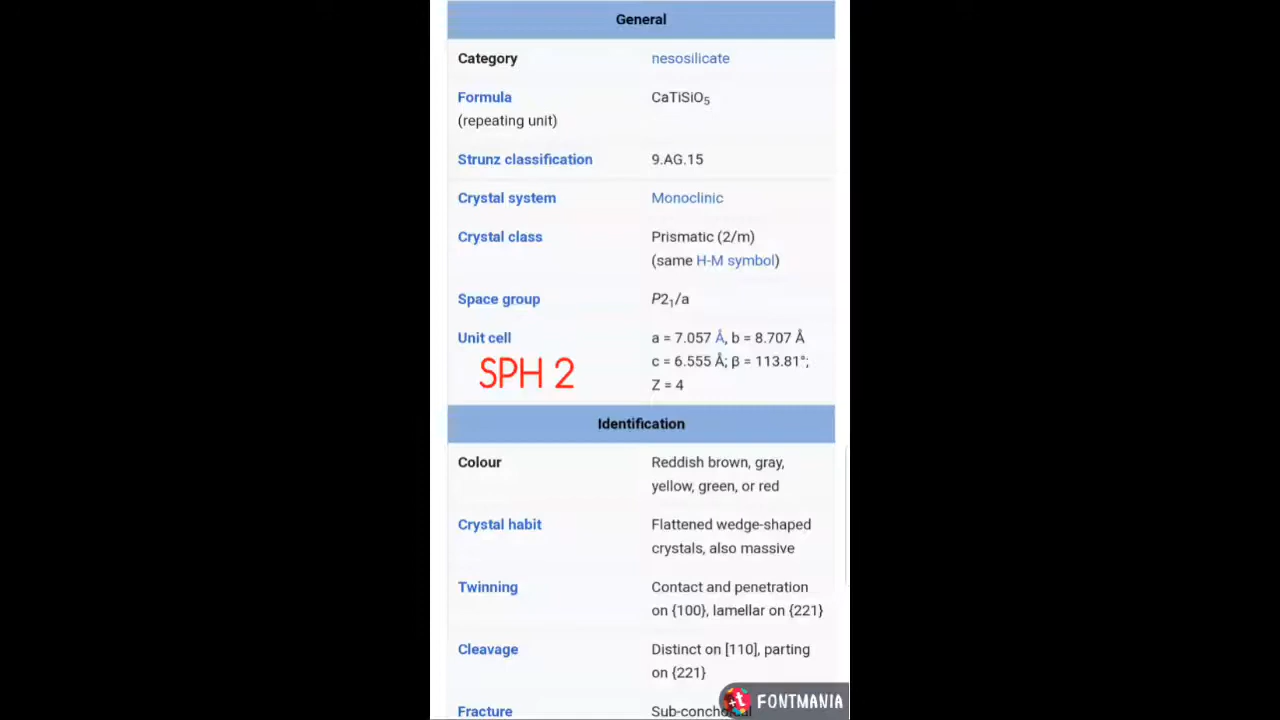 General
Category nesosilicate
Formula CaTiSiO₅
(repeating unit)
Strunz classification 9.AG.15
Crystal system Monoclinic
Crystal class Prismatic (2/m)
(same H-M symbol)
Space group P2₁/a
Unit cell a = 7.057 Å, b = 8.707 Å
c = 6.555 Å; β = 113.81°;
SPH 2
Z = 4
Identification
Colour Reddish brown, gray,
yellow, green, or red
Crystal habit Flattened wedge-shaped
crystals, also massive
Twinning Contact and penetration
on {100}, lamellar on {221}
Cleavage Distinct on [110], parting
on {221}
Fracture
FONTMANIA